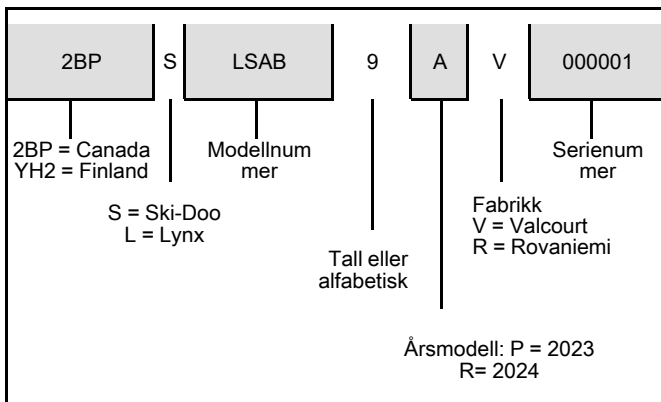 2BP S LSAB 9 A V 000001
2BP = Canada
YH2 = Finland
Modellnum
mer
Serienum
mer
S = Ski-Doo
L = Lynx
Fabrikk
V = Valcourt
R = Rovaniemi
Tall eller
alfabetisk
Årsmodell: P = 2023
R= 2024